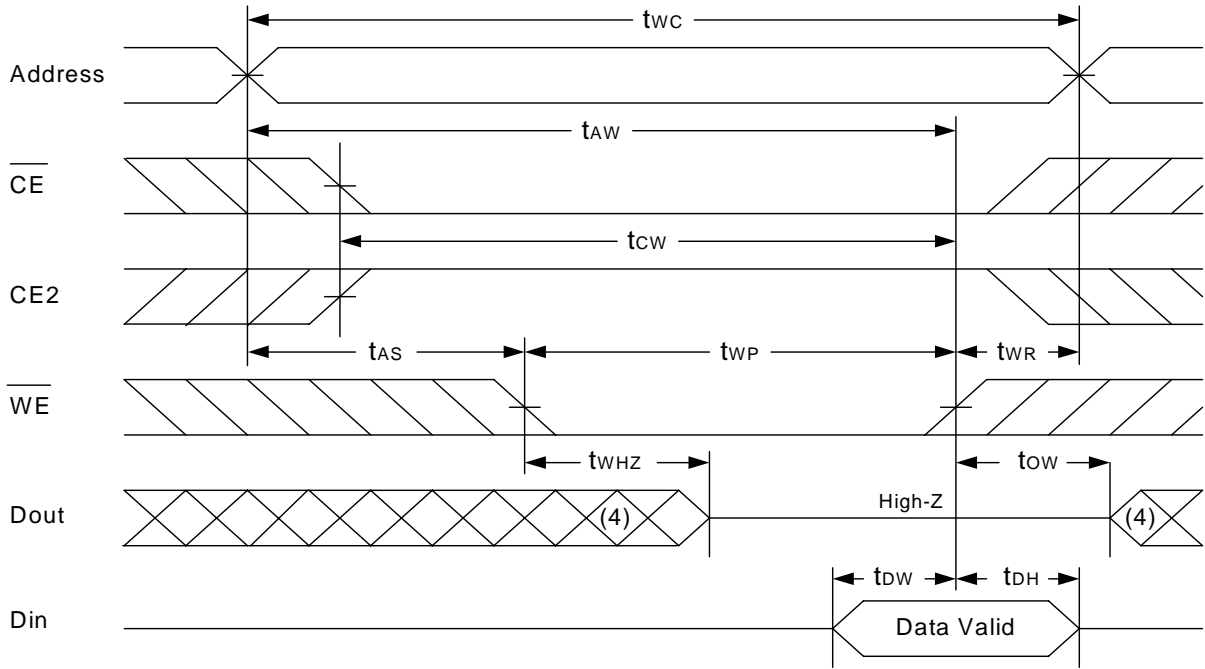 tWC
Address
tAW
CE
tCW
CE2
tAS tWP tWR
WE
tWHZ tOW
Dout (4) High-Z (4)
tDW tDH
Din Data Valid